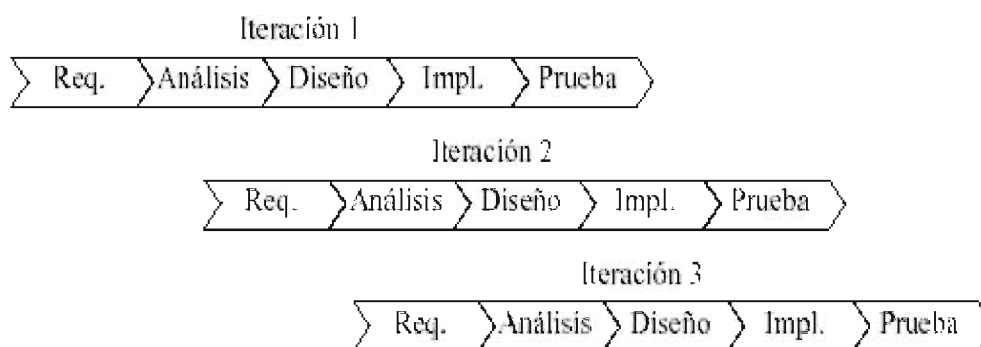 Iteración 1
Req. Análisis Diseño Impl. Prueba
Iteración 2
Req. Análisis Diseño Impl. Prueba
Iteración 3
Req. Análisis Diseño Impl. Prueba